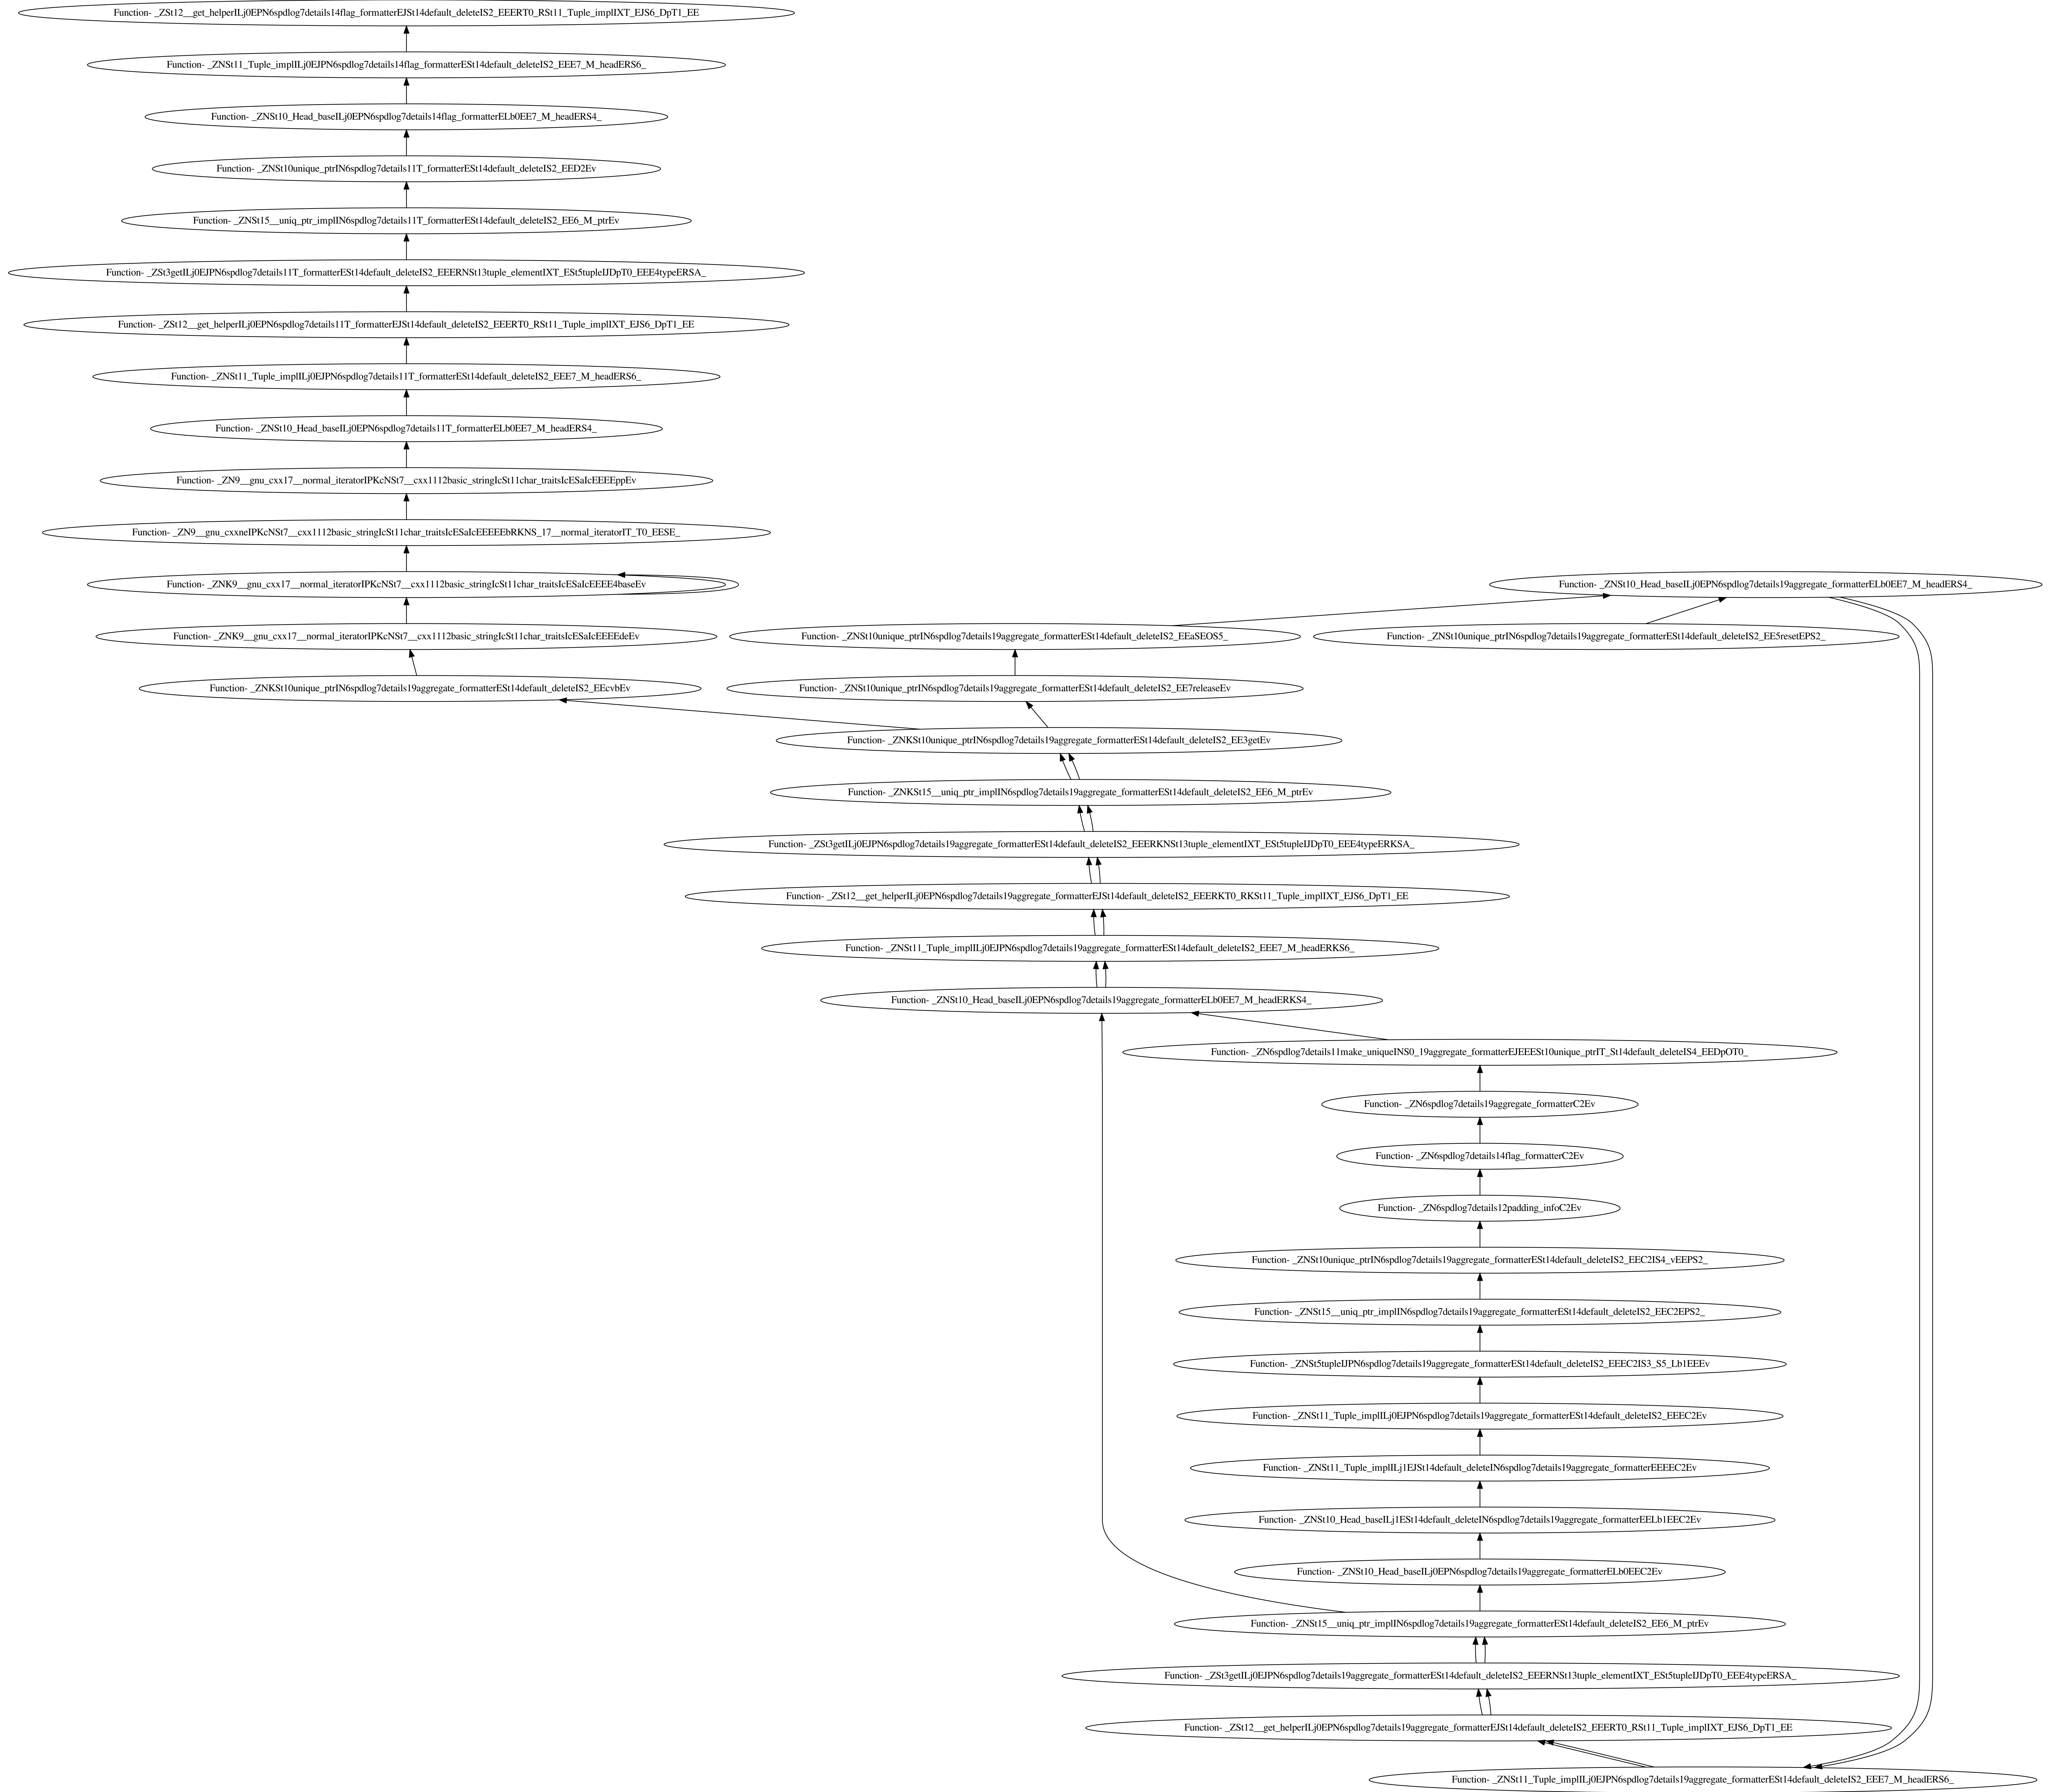 Function- _ZSt12__get_helperILj0EPN6spdlog7details14flag_formatterEJSt14default_deleteIS2_EEERT0_RSt11_Tuple_implIXT_EJS6_DpT1_EE
Function- _ZNSt11_Tuple_implILj0EJPN6spdlog7details14flag_formatterESt14default_deleteIS2_EEE7_M_headERS6_
Function- _ZNSt10_Head_baseILj0EPN6spdlog7details14flag_formatterELb0EE7_M_headERS4_
Function- _ZNSt10unique_ptrIN6spdlog7details11T_formatterESt14default_deleteIS2_EED2Ev
Function- _ZNSt15__uniq_ptr_implIN6spdlog7details11T_formatterESt14default_deleteIS2_EE6_M_ptrEv
Function- _ZSt3getILj0EJPN6spdlog7details11T_formatterESt14default_deleteIS2_EEERNSt13tuple_elementIXT_ESt5tupleIJDpT0_EEE4typeERSA_
Function- _ZSt12__get_helperILj0EPN6spdlog7details11T_formatterEJSt14default_deleteIS2_EEERT0_RSt11_Tuple_implIXT_EJS6_DpT1_EE
Function- _ZNSt11_Tuple_implILj0EJPN6spdlog7details11T_formatterESt14default_deleteIS2_EEE7_M_headERS6_
Function- _ZNSt10_Head_baseILj0EPN6spdlog7details11T_formatterELb0EE7_M_headERS4_
Function- _ZN9__gnu_cxx17__normal_iteratorIPKcNSt7__cxx1112basic_stringIcSt11char_traitsIcESaIcEEEEppEv
Function- _ZN9__gnu_cxxneIPKcNSt7__cxx1112basic_stringIcSt11char_traitsIcESaIcEEEEEbRKNS_17__normal_iteratorIT_T0_EESE_
Function- _ZNK9__gnu_cxx17__normal_iteratorIPKcNSt7__cxx1112basic_stringIcSt11char_traitsIcESaIcEEEE4baseEv
Function- _ZNSt10_Head_baseILj0EPN6spdlog7details19aggregate_formatterELb0EE7_M_headERS4_
Function- _ZNK9__gnu_cxx17__normal_iteratorIPKcNSt7__cxx1112basic_stringIcSt11char_traitsIcESaIcEEEEdeEv
Function- _ZNSt10unique_ptrIN6spdlog7details19aggregate_formatterESt14default_deleteIS2_EEaSEOS5_
Function- _ZNSt10unique_ptrIN6spdlog7details19aggregate_formatterESt14default_deleteIS2_EE5resetEPS2_
Function- _ZNKSt10unique_ptrIN6spdlog7details19aggregate_formatterESt14default_deleteIS2_EEcvbEv
Function- _ZNSt10unique_ptrIN6spdlog7details19aggregate_formatterESt14default_deleteIS2_EE7releaseEv
Function- _ZNKSt10unique_ptrIN6spdlog7details19aggregate_formatterESt14default_deleteIS2_EE3getEv
Function- _ZNKSt15__uniq_ptr_implIN6spdlog7details19aggregate_formatterESt14default_deleteIS2_EE6_M_ptrEv
Function- _ZSt3getILj0EJPN6spdlog7details19aggregate_formatterESt14default_deleteIS2_EEERKNSt13tuple_elementIXT_ESt5tupleIJDpT0_EEE4typeERKSA_
Function- _ZSt12__get_helperILj0EPN6spdlog7details19aggregate_formatterEJSt14default_deleteIS2_EEERKT0_RKSt11_Tuple_implIXT_EJS6_DpT1_EE
Function- _ZNSt11_Tuple_implILj0EJPN6spdlog7details19aggregate_formatterESt14default_deleteIS2_EEE7_M_headERKS6_
Function- _ZNSt10_Head_baseILj0EPN6spdlog7details19aggregate_formatterELb0EE7_M_headERKS4_
Function- _ZN6spdlog7details11make_uniqueINS0_19aggregate_formatterEJEEESt10unique_ptrIT_St14default_deleteIS4_EEDpOT0_
Function- _ZN6spdlog7details19aggregate_formatterC2Ev
Function- _ZN6spdlog7details14flag_formatterC2Ev
Function- _ZN6spdlog7details12padding_infoC2Ev
Function- _ZNSt10unique_ptrIN6spdlog7details19aggregate_formatterESt14default_deleteIS2_EEC2IS4_vEEPS2_
Function- _ZNSt15__uniq_ptr_implIN6spdlog7details19aggregate_formatterESt14default_deleteIS2_EEC2EPS2_
Function- _ZNSt5tupleIJPN6spdlog7details19aggregate_formatterESt14default_deleteIS2_EEEC2IS3_S5_Lb1EEEv
Function- _ZNSt11_Tuple_implILj0EJPN6spdlog7details19aggregate_formatterESt14default_deleteIS2_EEEC2Ev
Function- _ZNSt11_Tuple_implILj1EJSt14default_deleteIN6spdlog7details19aggregate_formatterEEEEC2Ev
Function- _ZNSt10_Head_baseILj1ESt14default_deleteIN6spdlog7details19aggregate_formatterEELb1EEC2Ev
Function- _ZNSt10_Head_baseILj0EPN6spdlog7details19aggregate_formatterELb0EEC2Ev
Function- _ZNSt15__uniq_ptr_implIN6spdlog7details19aggregate_formatterESt14default_deleteIS2_EE6_M_ptrEv
Function- _ZSt3getILj0EJPN6spdlog7details19aggregate_formatterESt14default_deleteIS2_EEERNSt13tuple_elementIXT_ESt5tupleIJDpT0_EEE4typeERSA_
Function- _ZSt12__get_helperILj0EPN6spdlog7details19aggregate_formatterEJSt14default_deleteIS2_EEERT0_RSt11_Tuple_implIXT_EJS6_DpT1_EE
Function- _ZNSt11_Tuple_implILj0EJPN6spdlog7details19aggregate_formatterESt14default_deleteIS2_EEE7_M_headERS6_